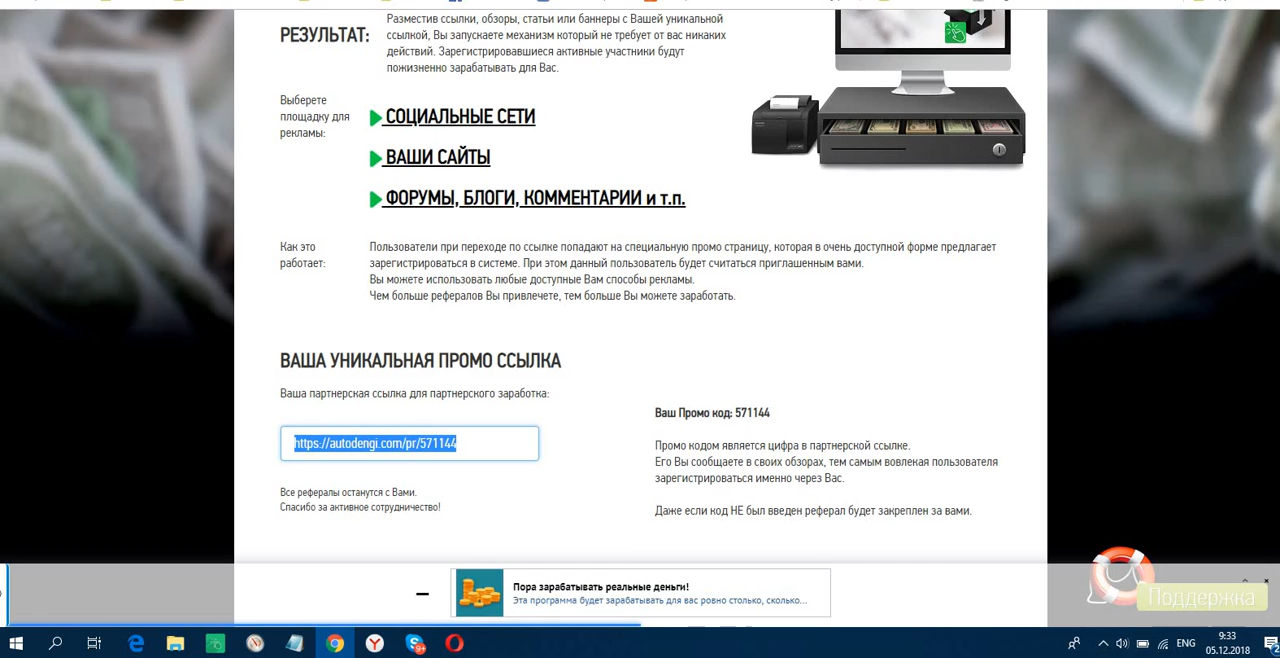 РЕЗУЛЬТАТ:
Разместив ссылки, обзоры, статьи или баннеры с Вашей уникальной
ссылкой, Вы запускаете механизм который не требует от вас никаких
действий. Зарегистрировавшиеся активные участники будут
пожизненно зарабатывать для Вас.
Выберете
площадку для
рекламы:
СОЦИАЛЬНЫЕ СЕТИ
ВАШИ САЙТЫ
ФОРУМЫ, БЛОГИ, КОММЕНТАРИИ и т.п.
Как это
работает:
Пользователи при переходе по ссылке попадают на специальную промо страницу, которая в очень доступной форме предлагает
зарегистрироваться в системе. При этом данный пользователь будет считаться приглашенным вами.
Вы можете использовать любые доступные Вам способы рекламы.
Чем больше рефералов Вы привлечете, тем больше Вы можете заработать.
ВАША УНИКАЛЬНАЯ ПРОМО ССЫЛКА
Ваша партнерская ссылка для партнерского заработка:
https://autodengi.com/pr/571144
Все рефералы останутся с Вами.
Спасибо за активное сотрудничество!
Ваш Промо код: 571144
Промо кодом является цифра в партнерской ссылке.
Его Вы сообщаете в своих обзорах, тем самым вовлекая пользователя
зарегистрироваться именно через Вас.
Даже если код НЕ был введен реферал будет закреплен за вами.
Пора зарабатывать реальные деньги!
Эта программа будет зарабатывать для вас ровно столько, сколько...
Поддержка
ENG
9:33
05.12.2018